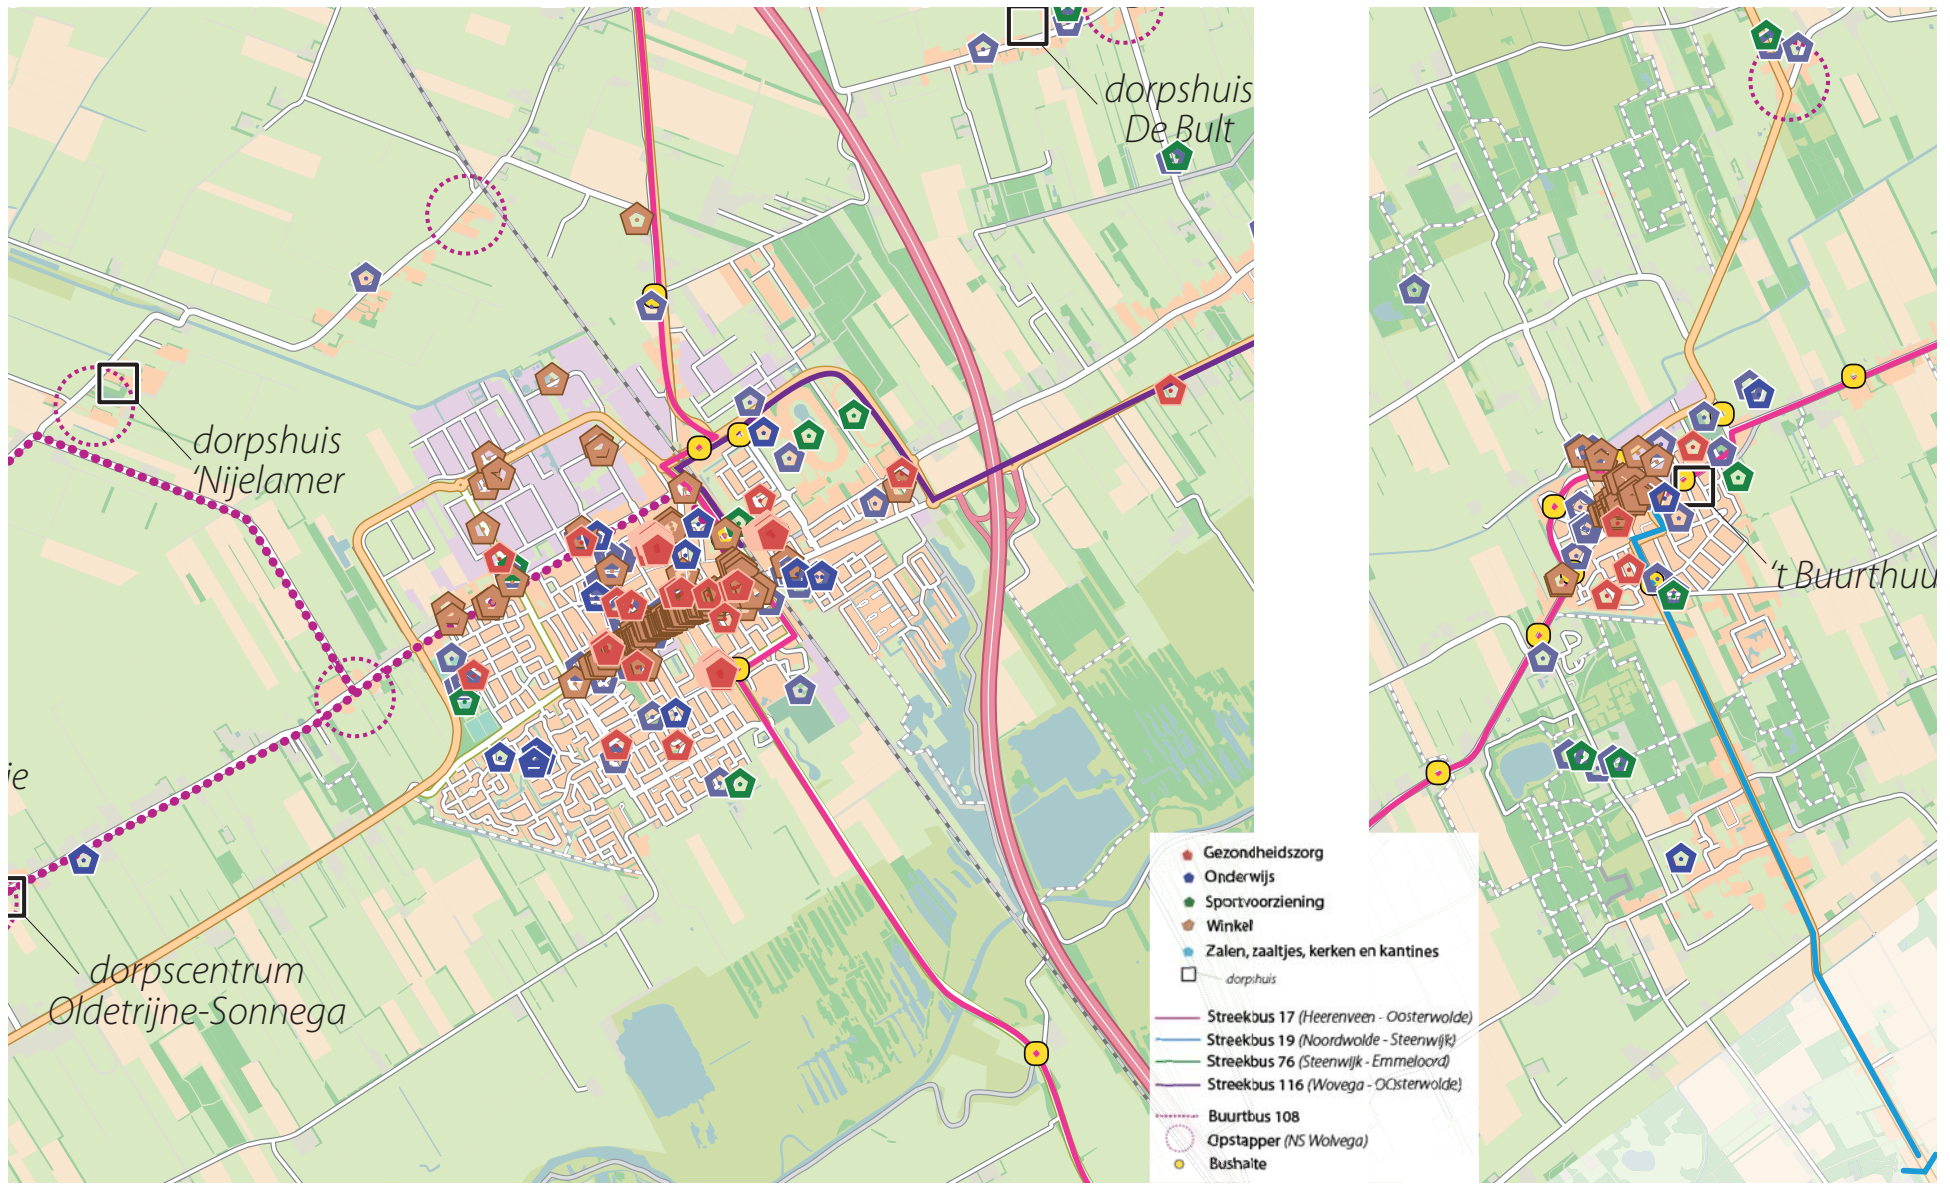 dorpshuis
De Bult
dorpshuis
'Nijelamer
ie
dorpscentrum
Oldetrijne-Sonnega
't Buurthuu
Gezondheidszorg
Onderwijs
Sportvoorziening
Winkel
Zalen, zaaltjes, kerken en kantines
dorpshuis
Streekbus 17 (Heerenveen - Oosterwolde)
Streekbus 19 (Noordwolde - Steenwijk)
Streekbus 76 (Steenwijk - Emmeloord)
Streekbus 116 (Wovega - OOsterwolde)
Buurtbus 108
Opstapper (NS Wolvega)
Bushalte